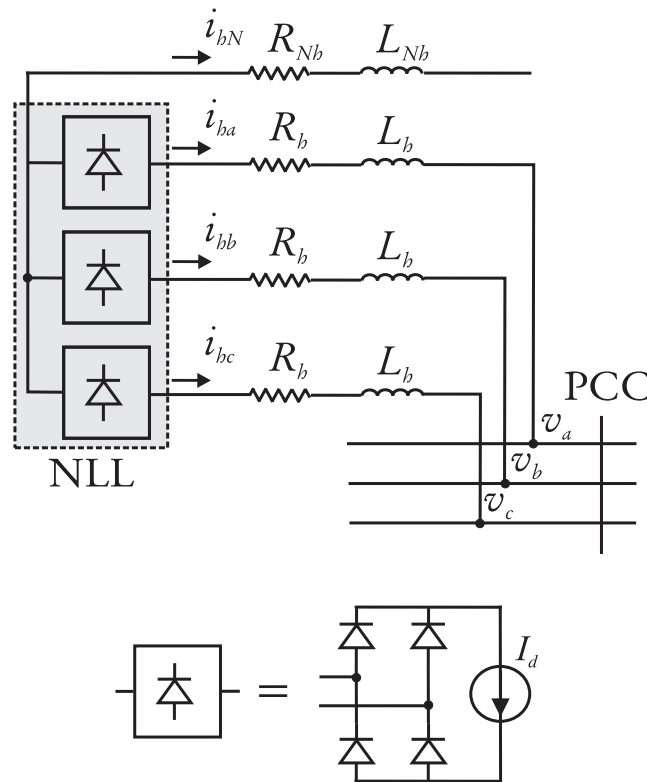 i_hN R_Nh L_Nh
i_ha R_h L_h
i_hb R_h L_h
i_hc R_h L_h
PCC
v_a
v_b
NLL
v_c
I_d
=